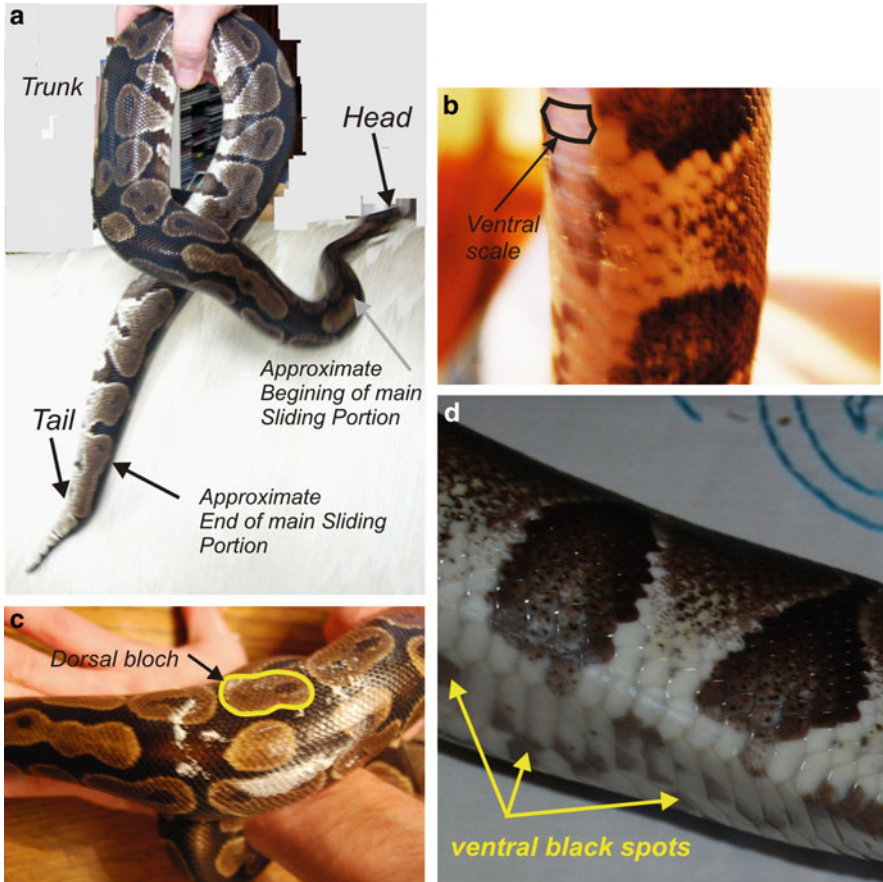 a
Trunk
Head
Approximate
Begining of main
Sliding Portion
Tail
Approximate
End of main Sliding
Portion
b
Ventral
scale
c
Dorsal bloch
d
ventral black spots